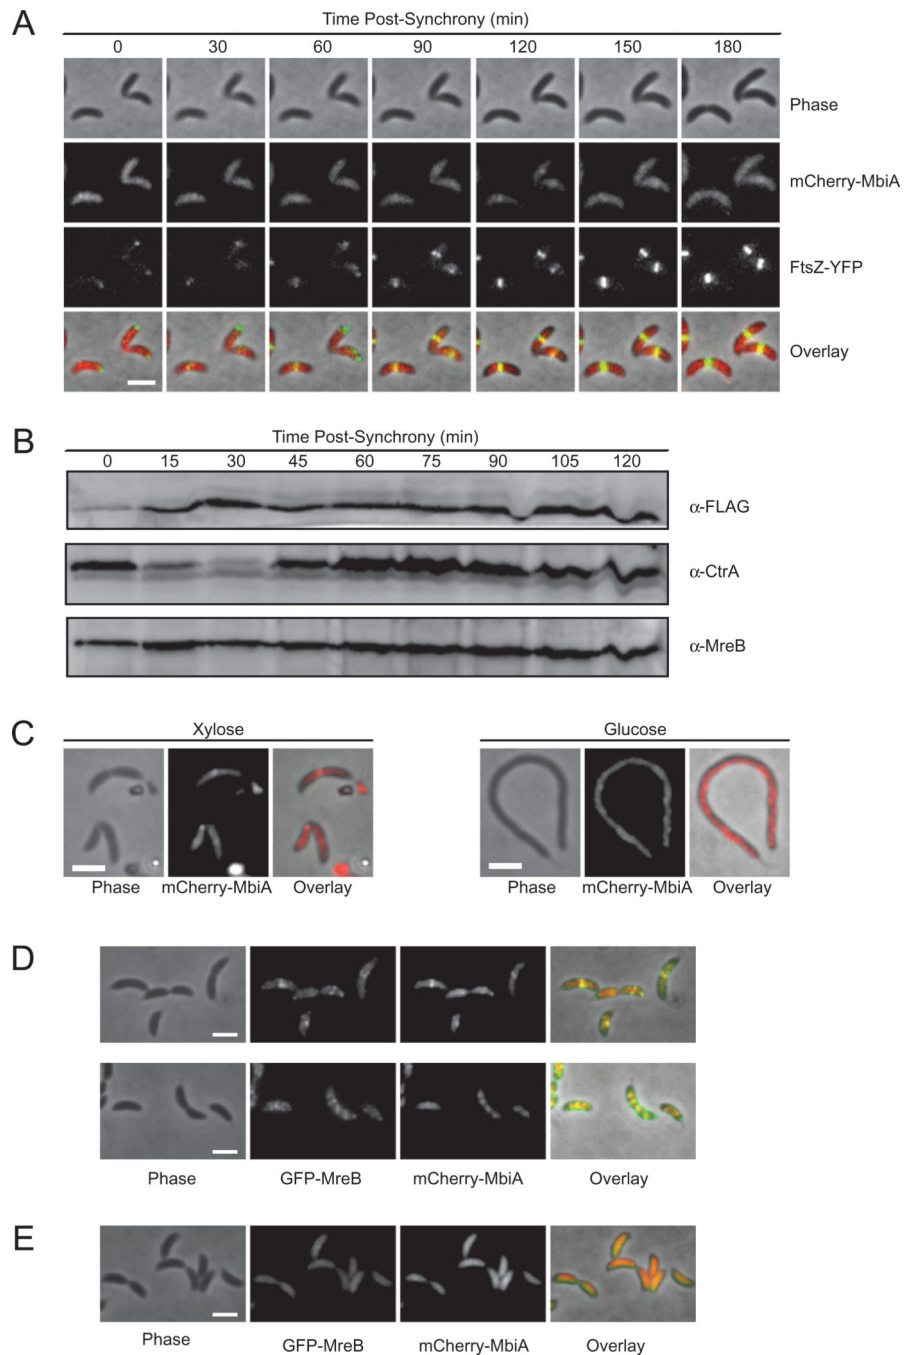 A
Time Post-Synchrony (min)
0 30 60 90 120 150 180
Phase
mCherry-MbiA
FtsZ-YFP
Overlay
B
Time Post-Synchrony (min)
0 15 30 45 60 75 90 105 120
α-FLAG
α-CtrA
α-MreB
C
Xylose Glucose
Phase mCherry-MbiA Overlay Phase mCherry-MbiA Overlay
D
Phase GFP-MreB mCherry-MbiA Overlay
E
Phase GFP-MreB mCherry-MbiA Overlay